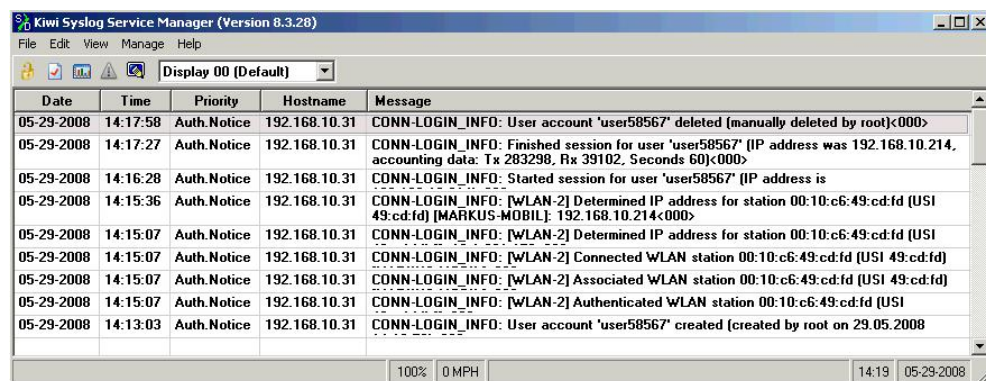 Kiwi Syslog Service Manager (Version 8.3.28)
File Edit View Manage Help
Display 00 (Default)
Date Time Priority Hostname Message
05-29-2008 14:17:58 Auth.Notice 192.168.10.31 CONN-LOGIN_INFO: User account 'user58567' deleted (manually deleted by root)<000>
05-29-2008 14:17:27 Auth.Notice 192.168.10.31 CONN-LOGIN_INFO: Finished session for user 'user58567' (IP address was 192.168.10.214,
accounting data: Tx 283298, Rx 39102, Seconds 60)<000>
05-29-2008 14:16:28 Auth.Notice 192.168.10.31 CONN-LOGIN_INFO: Started session for user 'user58567' (IP address is
05-29-2008 14:15:36 Auth.Notice 192.168.10.31 CONN-LOGIN_INFO: [WLAN-2] Determined IP address for station 00:10:c6:49:cd:fd (USI
49:cd:fd) [MARKUS-MOBIL]: 192.168.10.214<000>
05-29-2008 14:15:07 Auth.Notice 192.168.10.31 CONN-LOGIN_INFO: [WLAN-2] Determined IP address for station 00:10:c6:49:cd:fd (USI
05-29-2008 14:15:07 Auth.Notice 192.168.10.31 CONN-LOGIN_INFO: [WLAN-2] Connected WLAN station 00:10:c6:49:cd:fd (USI 49:cd:fd)
05-29-2008 14:15:07 Auth.Notice 192.168.10.31 CONN-LOGIN_INFO: [WLAN-2] Associated WLAN station 00:10:c6:49:cd:fd (USI 49:cd:fd)
05-29-2008 14:15:07 Auth.Notice 192.168.10.31 CONN-LOGIN_INFO: [WLAN-2] Authenticated WLAN station 00:10:c6:49:cd:fd (USI
05-29-2008 14:13:03 Auth.Notice 192.168.10.31 CONN-LOGIN_INFO: User account 'user58567' created (created by root on 29.05.2008
100% 0 MPH 14:19 05-29-2008